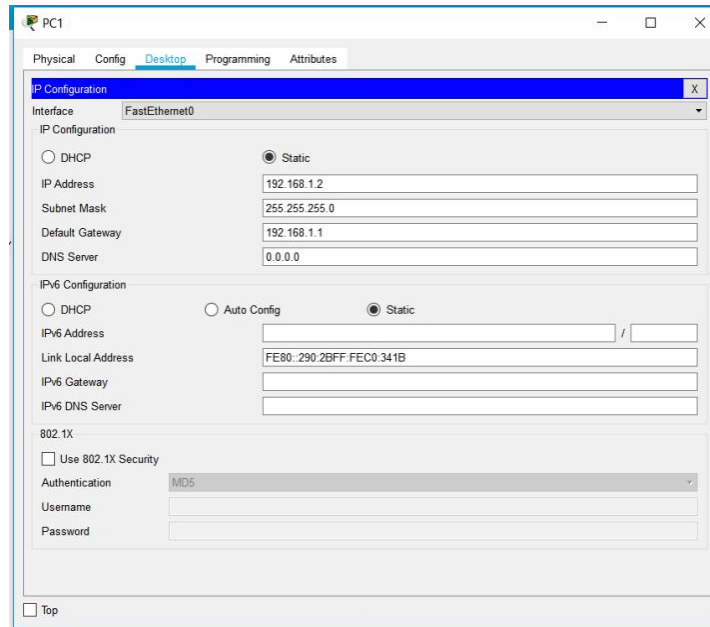 PC1
Physical Config Desktop Programming Attributes
IP Configuration X
Interface FastEthernet0
IP Configuration
DHCP Static
IP Address 192.168.1.2
Subnet Mask 255.255.255.0
Default Gateway 192.168.1.1
DNS Server 0.0.0.0
IPv6 Configuration
DHCP Auto Config Static
IPv6 Address /
Link Local Address FE80::290:2BFF:FEC0:341B
IPv6 Gateway
IPv6 DNS Server
802.1X
Use 802.1X Security
Authentication MD5
Username
Password
Top